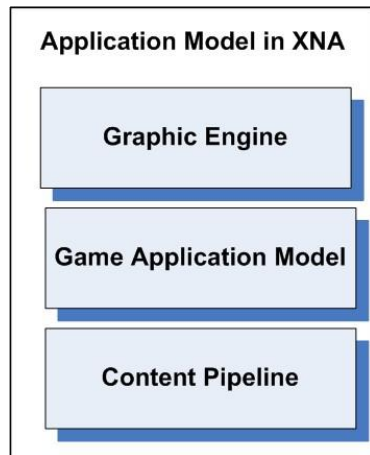 Application Model in XNA
Graphic Engine
Game Application Model
Content Pipeline